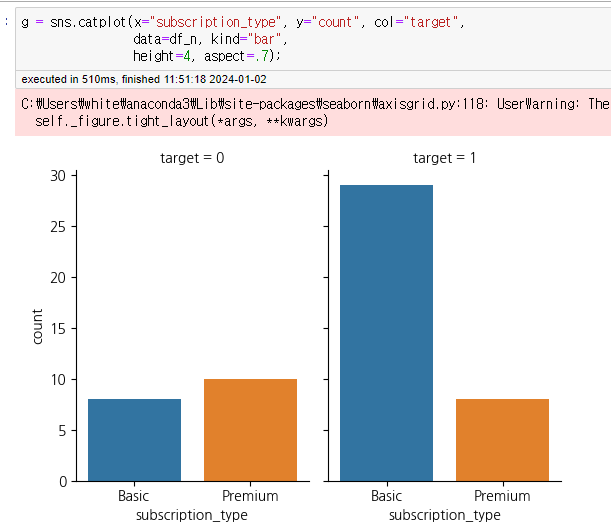 : g = sns.catplot(x="subscription_type", y="count", col="target",
data=df_n, kind="bar",
height=4, aspect=.7);
executed in 510ms, finished 11:51:18 2024-01-02
C:₩Users₩white₩anaconda3₩Lib₩site-packages₩seaborn₩axisgrid.py:118: UserWarning: The
self._figure.tight_layout(*args, **kwargs)
target = 0 target = 1
30
25
20
15
10
5
0
count
Basic Premium Basic Premium
subscription_type subscription_type